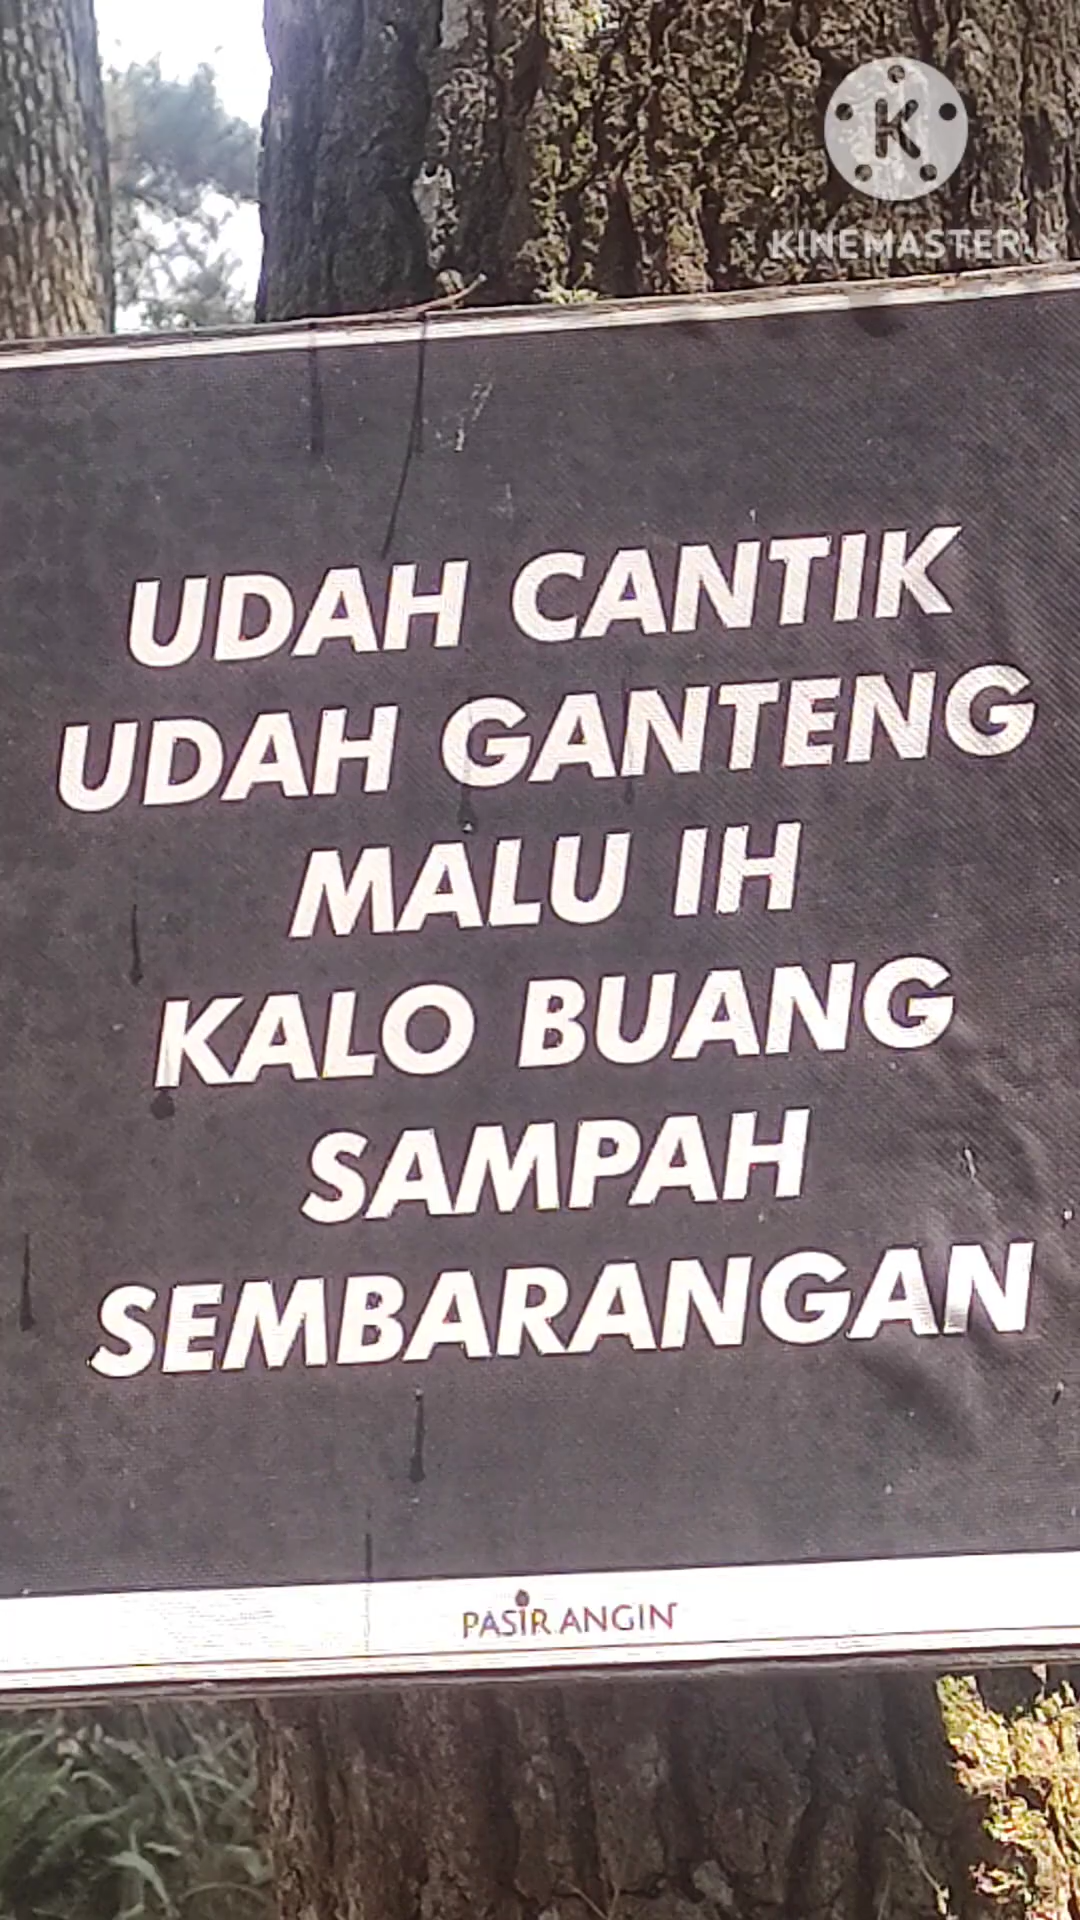 KINEMASTER
UDAH CANTIK
UDAH GANTENG
MALU IH
KALO BUANG
SAMPAH
SEMBARANGAN
PASIR ANGIN